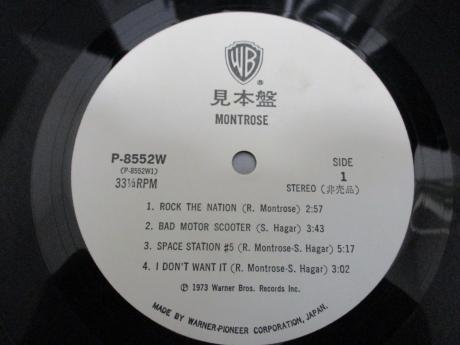 WB
®
見本盤
MONTROSE
P-8552W
(P-8552W1)
33⅓RPM
SIDE
1
STEREO (非売品)
1. ROCK THE NATION (R. Montrose) 2:57
2. BAD MOTOR SCOOTER (S. Hagar) 3:43
3. SPACE STATION #5 (R. Montrose-S. Hagar) 5:17
4. I DON'T WANT IT (R. Montrose-S. Hagar) 3:02
Ⓟ 1973 Warner Bros. Records Inc.
MADE BY WARNER-PIONEER CORPORATION, JAPAN.